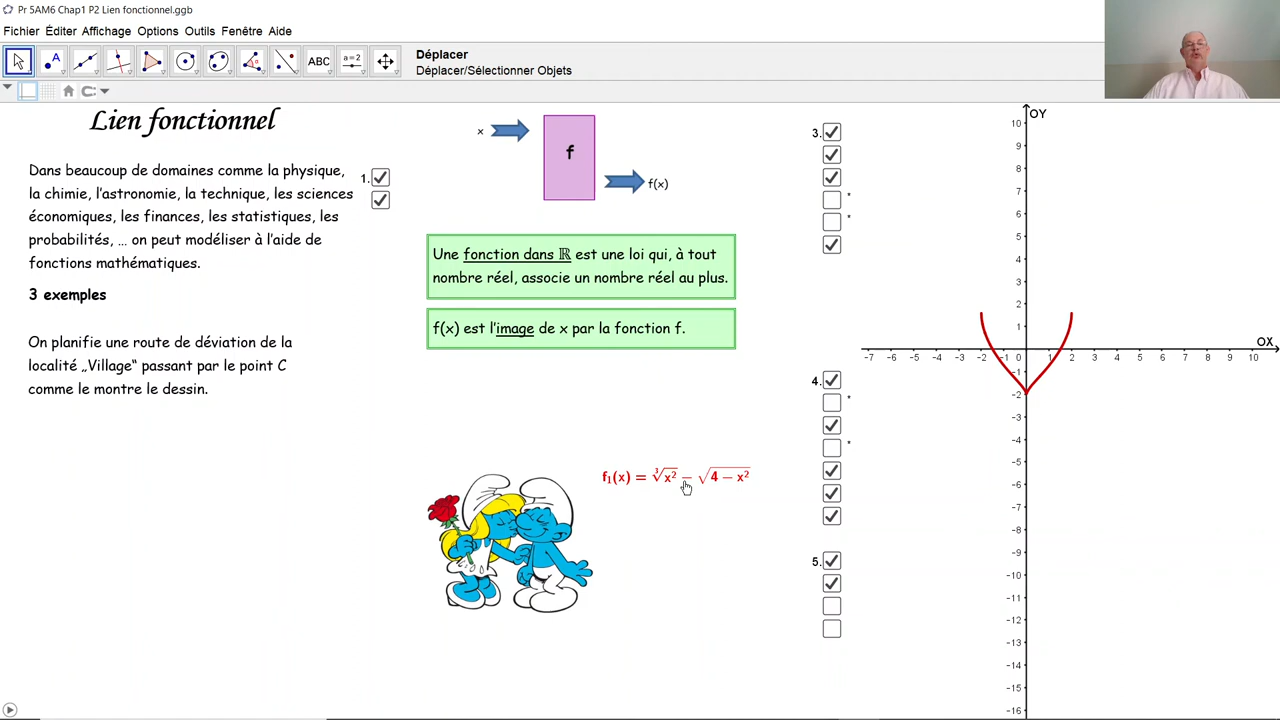 Pr 5AM6 Chap1 P2 Lien fonctionnel.ggb
Fichier Éditer Affichage Options Outils Fenêtre Aide
A
ABC
a=2
Déplacer
Déplacer/Sélectionner Objets
Lien fonctionnel
Dans beaucoup de domaines comme la physique,
la chimie, l'astronomie, la technique, les sciences
économiques, les finances, les statistiques, les
probabilités, … on peut modéliser à l'aide de
fonctions mathématiques.
3 exemples
On planifie une route de déviation de la
localité „Village" passant par le point C
comme le montre le dessin.
1.
x
f
f(x)
Une fonction dans ℝ est une loi qui, à tout
nombre réel, associe un nombre réel au plus.
f(x) est l'image de x par la fonction f.
f₁(x) = ∛x² − √(4 − x²)
3.
*
*
4.
*
*
5.
OY
10
9
8
7
6
5
4
3
2
1
OX
-7 -6 -5 -4 -3 -2 -1 0 1 2 3 4 5 6 7 8 9 10
-1
-2
-3
-4
-5
-6
-7
-8
-9
-10
-11
-12
-13
-14
-15
-16